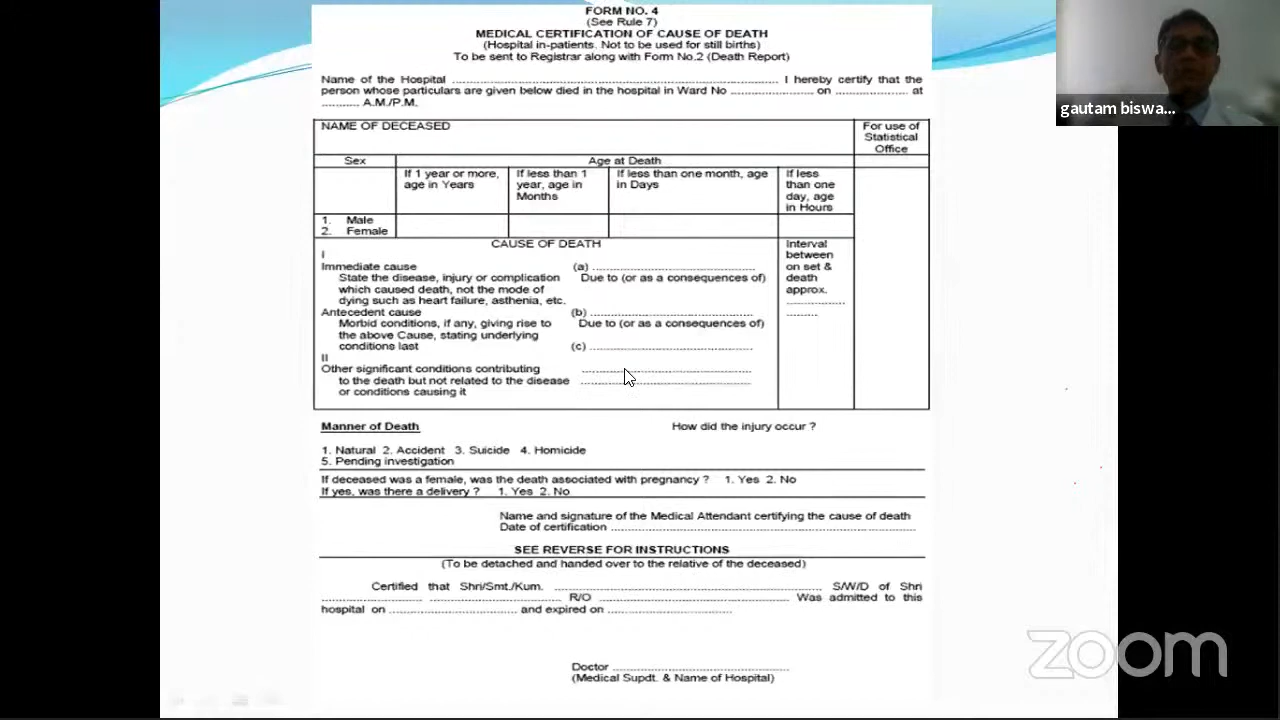 FORM NO. 4
(See Rule 7)
MEDICAL CERTIFICATION OF CAUSE OF DEATH
(Hospital in-patients. Not to be used for still births)
To be sent to Registrar along with Form No.2 (Death Report)
Name of the Hospital ........................................ I hereby certify that the
person whose particulars are given below died in the hospital in Ward No .................... on .................. at
.......... A.M./P.M.
NAME OF DECEASED
For use of
Statistical
Office
Sex
Age at Death
If 1 year or more,
age in Years
If less than 1
year, age in
Months
If less than one month, age
in Days
If less
than one
day, age
in Hours
1. Male
2. Female
CAUSE OF DEATH
Interval
between
on set &
death
approx.
I
Immediate cause (a) ........................................
State the disease, injury or complication Due to (or as a consequences of)
which caused death, not the mode of
dying such as heart failure, asthenia, etc.
Antecedent cause (b) ........................................
Morbid conditions, if any, giving rise to Due to (or as a consequences of)
the above Cause, stating underlying
conditions last (c) ........................................
II
Other significant conditions contributing ........................................
to the death but not related to the disease ........................................
or conditions causing it
Manner of Death How did the injury occur ?
1. Natural 2. Accident 3. Suicide 4. Homicide
5. Pending investigation
If deceased was a female, was the death associated with pregnancy ? 1. Yes 2. No
If yes, was there a delivery ? 1. Yes 2. No
Name and signature of the Medical Attendant certifying the cause of death
Date of certification ........................................
SEE REVERSE FOR INSTRUCTIONS
(To be detached and handed over to the relative of the deceased)
Certified that Shri/Smt./Kum. ........................................ S/W/D of Shri
.......................... .................................. R/O ........................................ Was admitted to this
hospital on .............................. and expired on ..............................
Doctor ........................................
(Medical Supdt. & Name of Hospital)
gautam biswa...
zoom